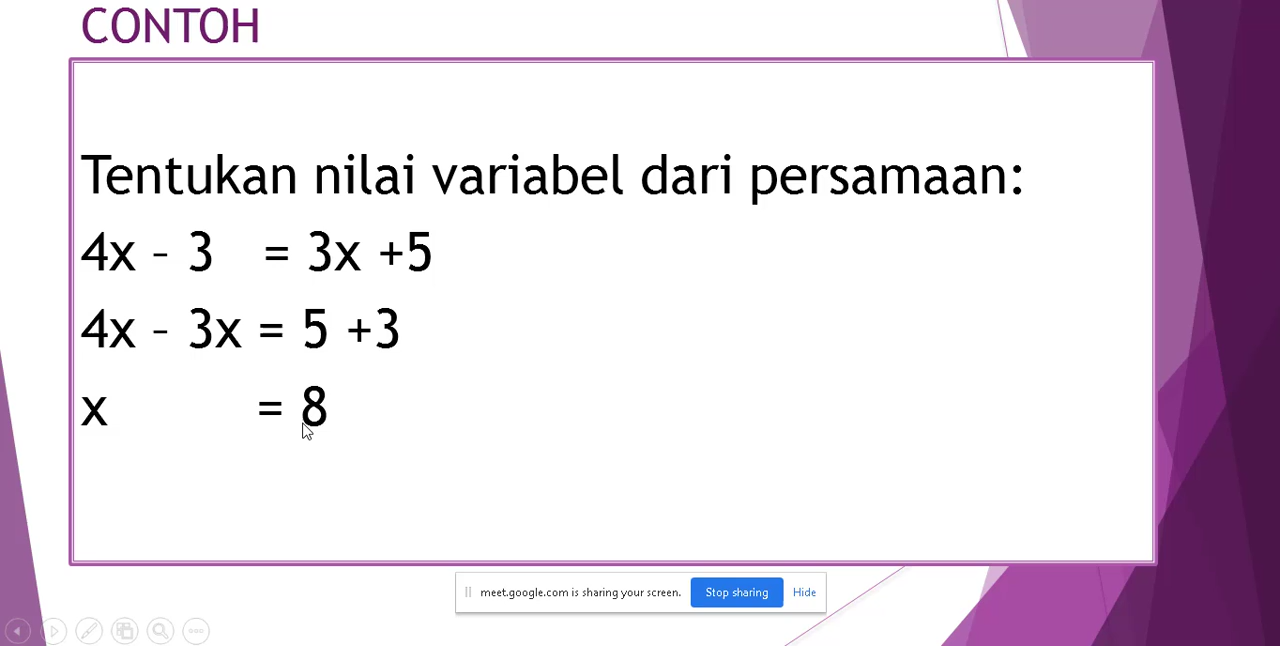 CONTOH
Tentukan nilai variabel dari persamaan:
4x – 3 = 3x +5
4x – 3x = 5 +3
x = 8
meet.google.com is sharing your screen. Stop sharing Hide